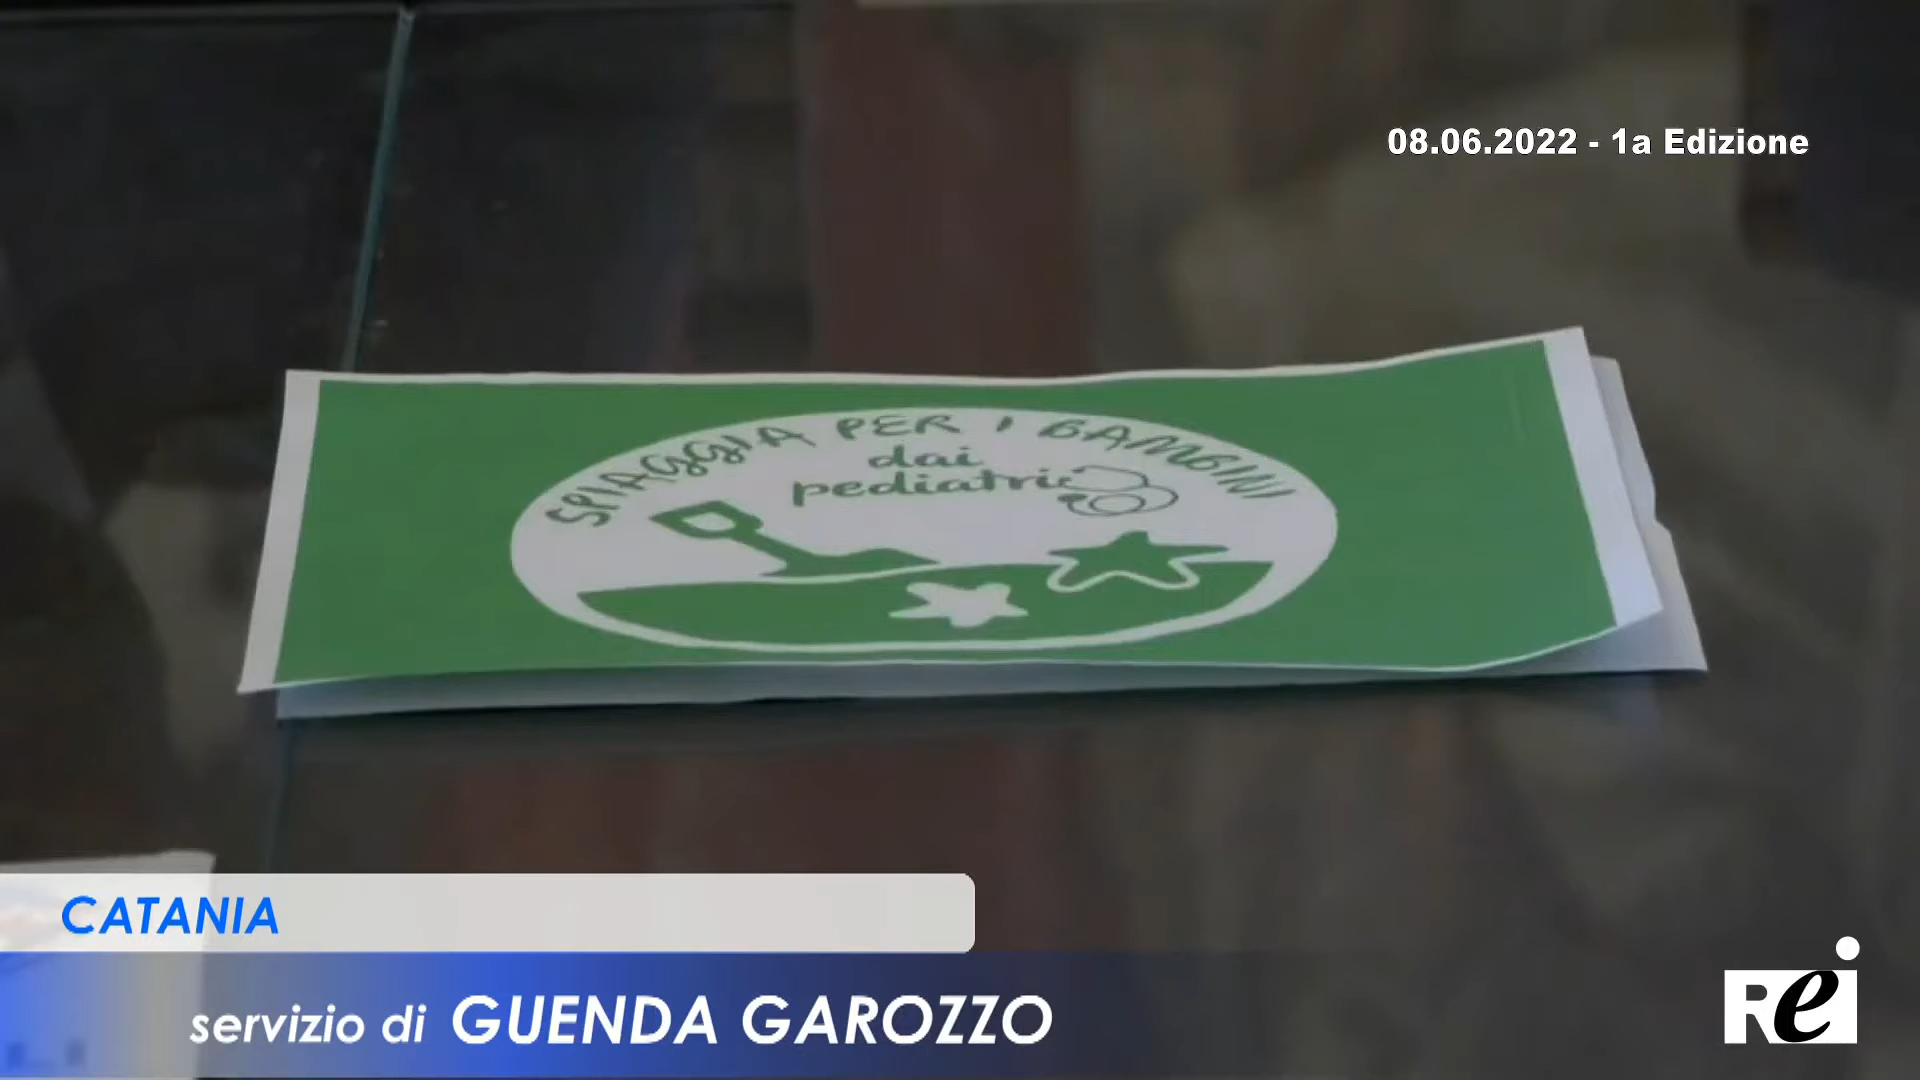 08.06.2022 - 1a Edizione
SPIAGGIA PER I BAMBINI
dai
pediatri
CATANIA
servizio di GUENDA GAROZZO
Rei